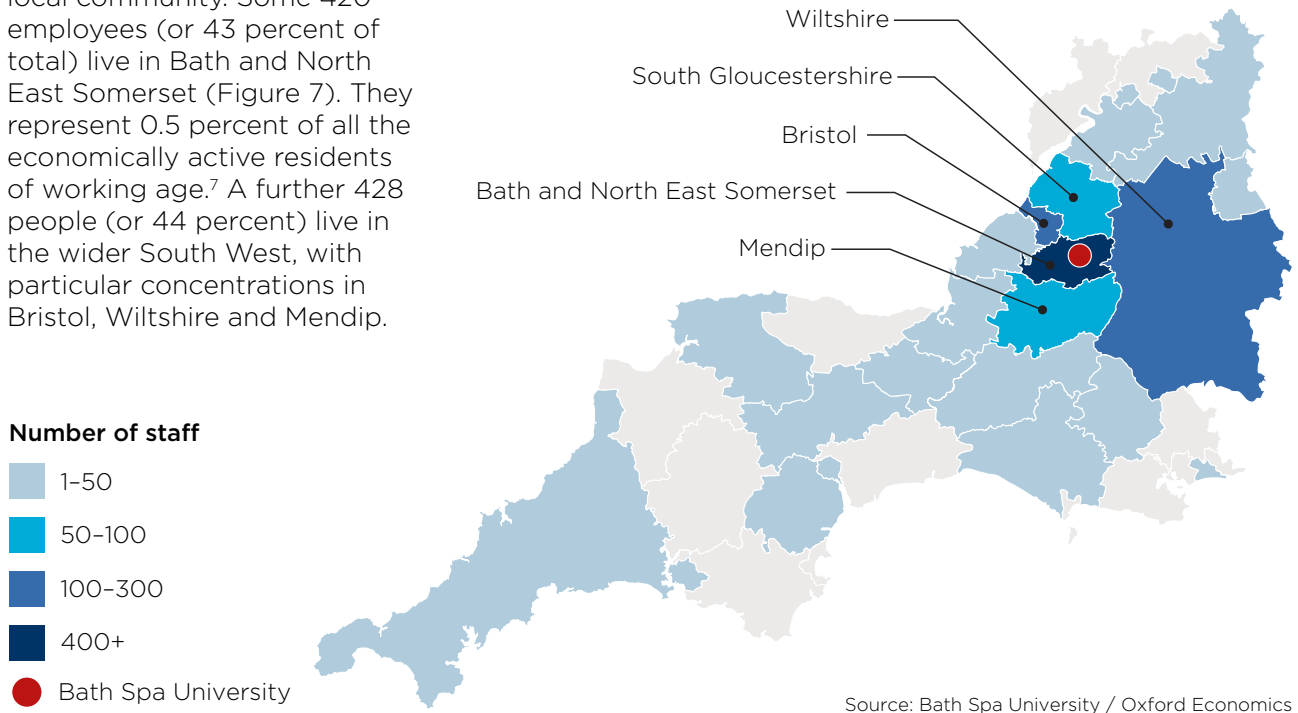 employees (or 43 percent of
total) live in Bath and North
East Somerset (Figure 7). They
represent 0.5 percent of all the
economically active residents
of working age.⁷ A further 428
people (or 44 percent) live in
the wider South West, with
particular concentrations in
Bristol, Wiltshire and Mendip.
Number of staff
1–50
50–100
100–300
400+
Bath Spa University
Wiltshire
South Gloucestershire
Bristol
Bath and North East Somerset
Mendip
Source: Bath Spa University / Oxford Economics